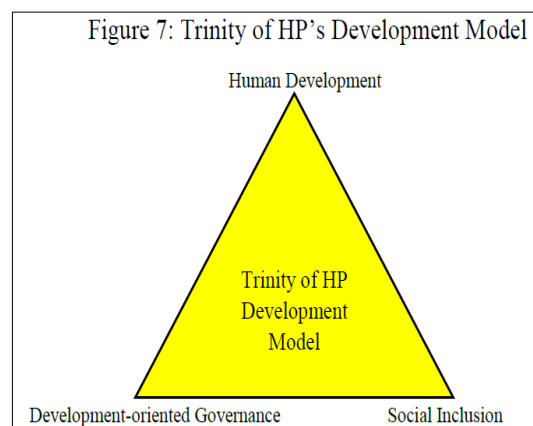 Figure 7: Trinity of HP's Development Model
Human Development
Trinity of HP
Development
Model
Development-oriented Governance
Social Inclusion